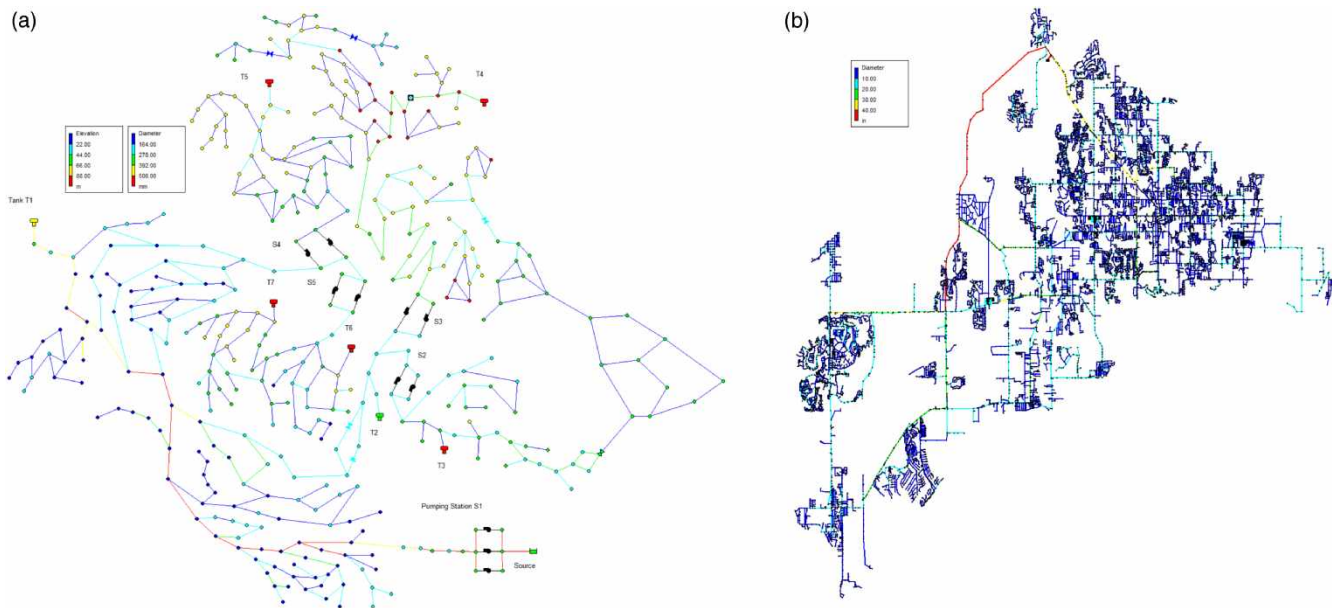 (a)
(b)
T5
T4
Elevation
22.00
44.00
66.00
88.00
m
Diameter
164.00
278.00
392.00
506.00
mm
Diameter
10.00
20.00
30.00
40.00
in
Tank T1
S4
S5
T7
T6
S3
S2
T2
T3
Pumping Station S1
Source